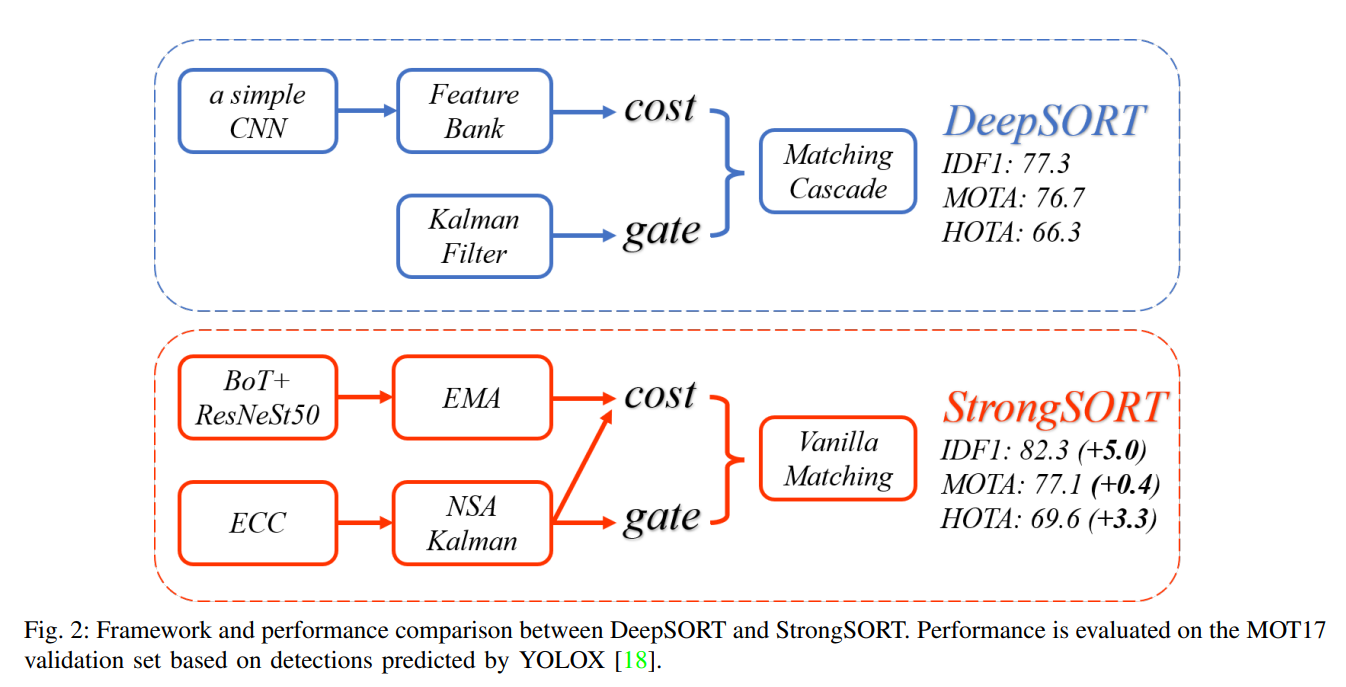 a simple
CNN
Feature
Bank
cost
Kalman
Filter
gate
Matching
Cascade
DeepSORT
IDF1: 77.3
MOTA: 76.7
HOTA: 66.3
BoT+
ResNeSt50
EMA
cost
ECC
NSA
Kalman
gate
Vanilla
Matching
StrongSORT
IDF1: 82.3 (+5.0)
MOTA: 77.1 (+0.4)
HOTA: 69.6 (+3.3)
Fig. 2: Framework and performance comparison between DeepSORT and StrongSORT. Performance is evaluated on the MOT17
validation set based on detections predicted by YOLOX [18].